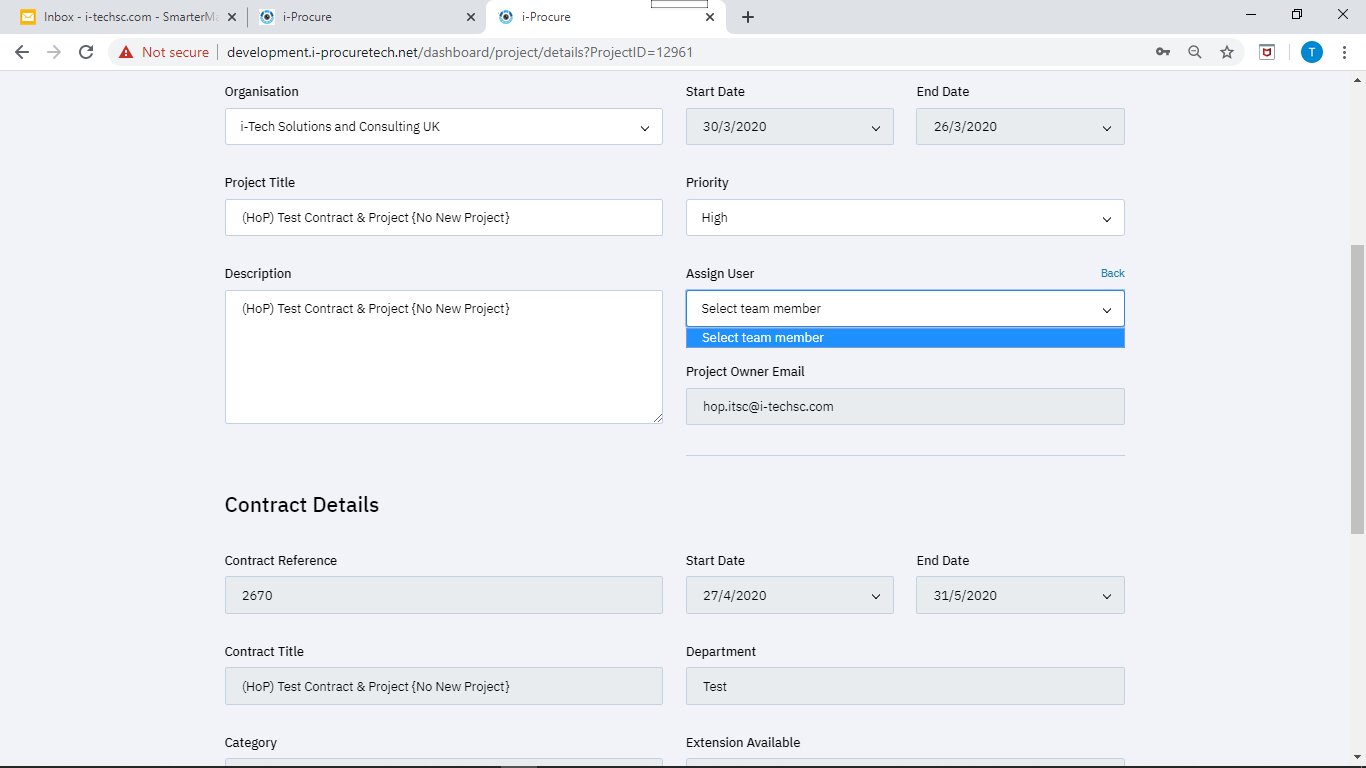 Inbox - i-techsc.com - SmarterMa
i-Procure
i-Procure
Not secure
development.i-procuretech.net/dashboard/project/details?ProjectID=12961
T
Organisation
Start Date
End Date
i-Tech Solutions and Consulting UK
30/3/2020
26/3/2020
Project Title
Priority
(HoP) Test Contract & Project {No New Project}
High
Description
Assign User
Back
(HoP) Test Contract & Project {No New Project}
Select team member
Select team member
Project Owner Email
hop.itsc@i-techsc.com
Contract Details
Contract Reference
Start Date
End Date
2670
27/4/2020
31/5/2020
Contract Title
Department
(HoP) Test Contract & Project {No New Project}
Test
Category
Extension Available